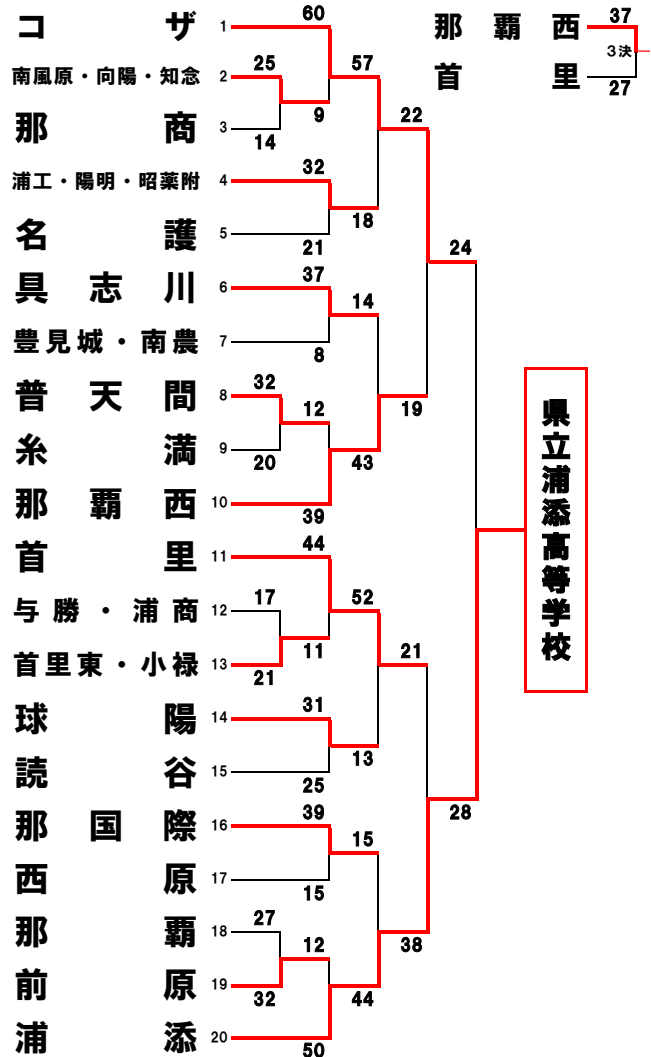 コザ 1
南風原・向陽・知念 2
那商 3
浦工・陽明・昭薬附 4
名護 5
具志川 6
豊見城・南農 7
普天間 8
糸満 9
那覇西 10
首里 11
与勝・浦商 12
首里東・小禄 13
球陽 14
読谷 15
那国際 16
西原 17
那覇 18
前原 19
浦添 20
60
25
14
9
57
32
21
18
22
37
8
14
32
20
12
39
43
19
24
44
17
21
11
52
31
25
13
21
39
15
15
27
32
12
50
44
38
28
県立浦添高等学校
那覇西 37
3決
首里 27